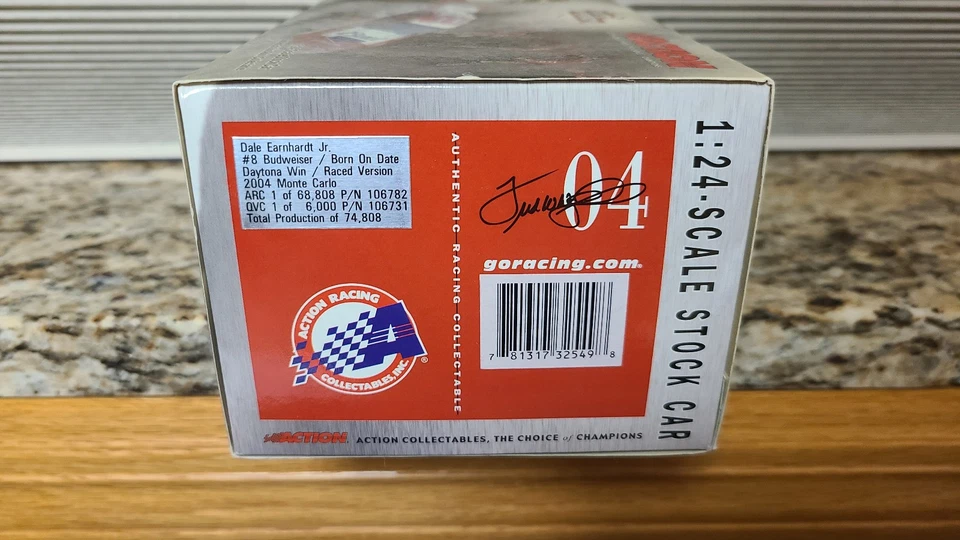 Dale Earnhardt Jr.
#8 Budweiser / Born On Date
Daytona Win / Raced Version
2004 Monte Carlo
ARC 1 of 68,808 P/N 106782
QVC 1 of 6,000 P/N 106731
Total Production of 74,808
AUTHENTIC RACING COLLECTABLE
04
goracing.com®
7 81317 32549 8
ACTION RACING
A®
COLLECTABLES, INC.
ACTION
ACTION COLLECTABLES, THE CHOICE of CHAMPIONS
1:24-SCALE STOCK CAR